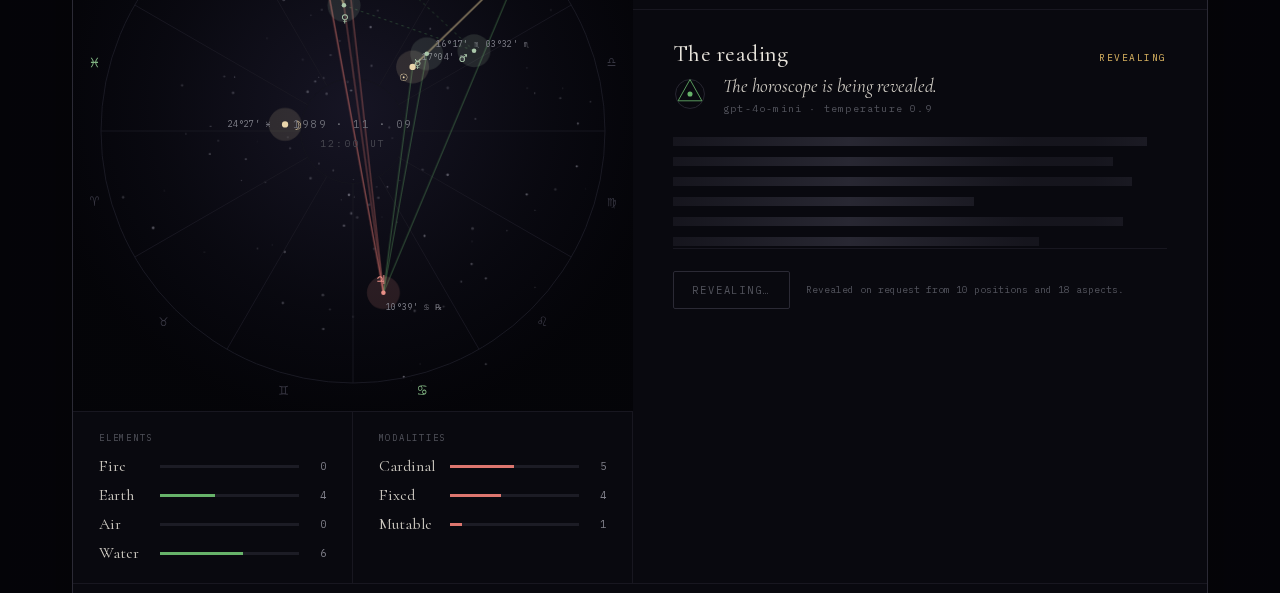 16°17' ♏ 03°32' ♏
17°04'
24°27' ♓
1989 · 11 · 09
12:00 UT
10°39' ♋ ℞
ELEMENTS
Fire 0
Earth 4
Air 0
Water 6
MODALITIES
Cardinal 5
Fixed 4
Mutable 1
The reading
REVEALING
The horoscope is being revealed.
gpt-4o-mini · temperature 0.9
REVEALING…
Revealed on request from 10 positions and 18 aspects.